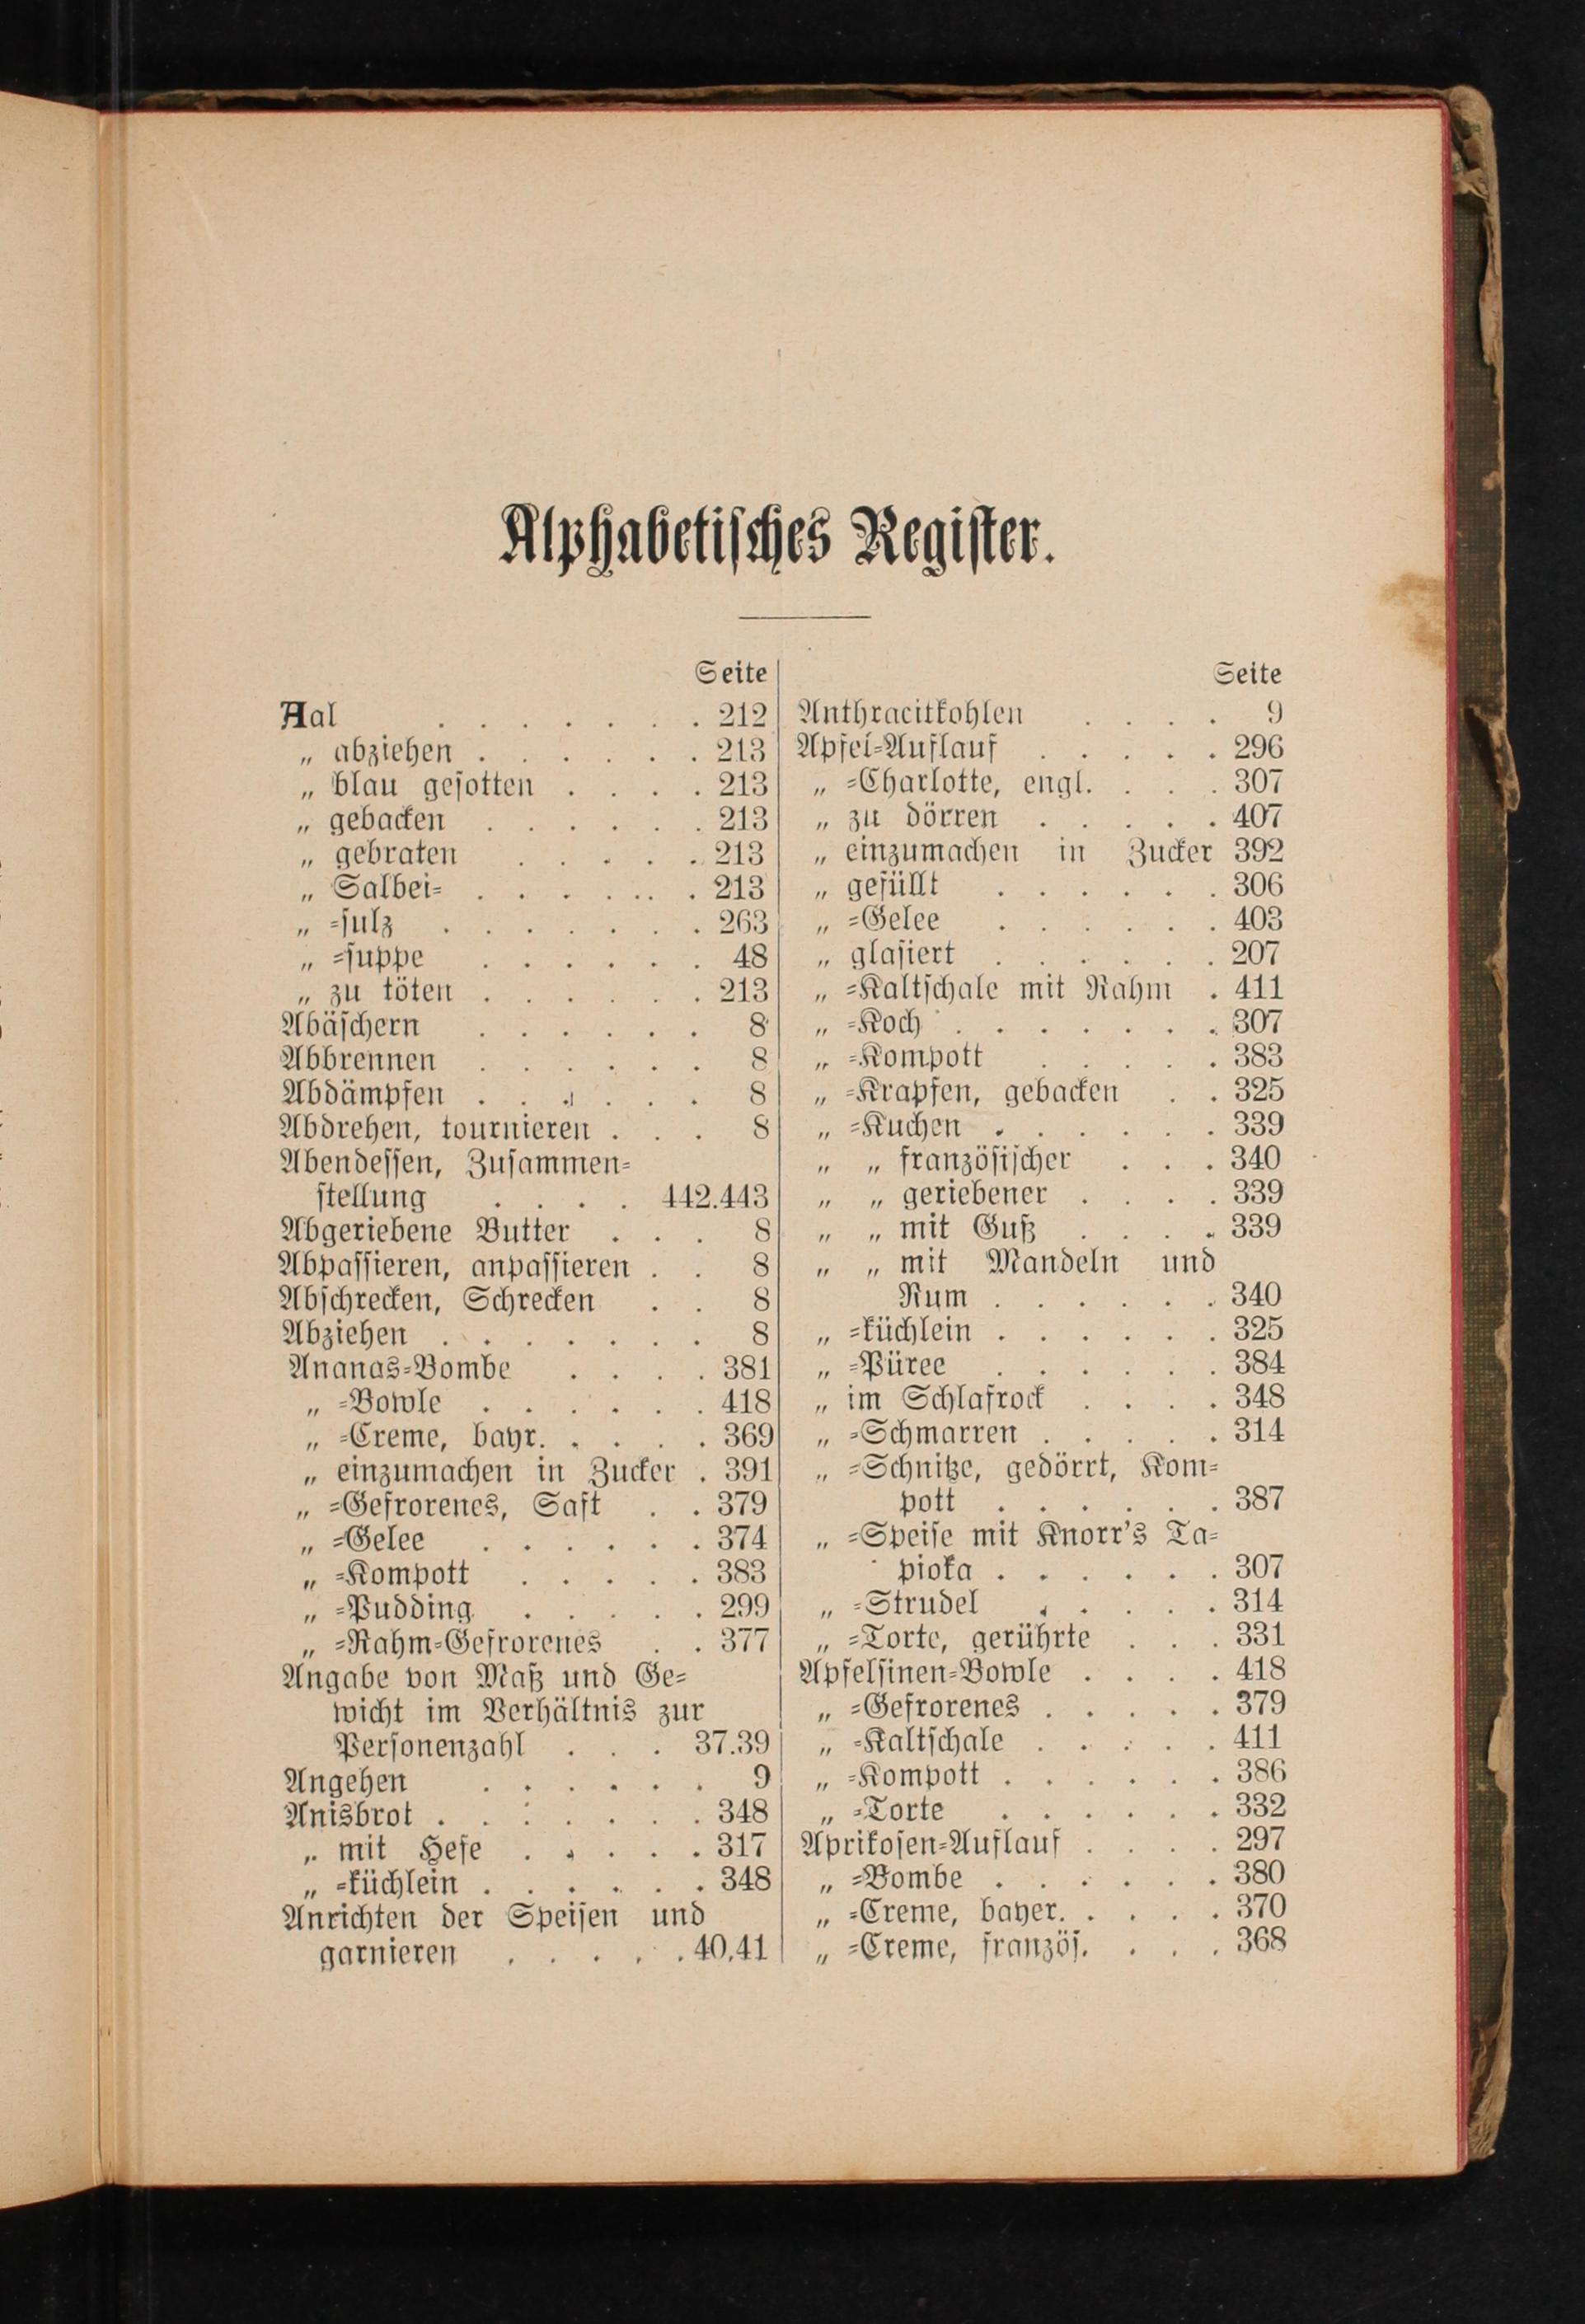 Alphabetisches Register.
Seite
Aal . . . . . . . 212
„ abziehen . . . . . . 213
„ blau gesotten . . . . 213
„ gebacken . . . . . . 213
„ gebraten . . . . . 213
„ Salbei- . . . . . . . 213
„ -sulz . . . . . . . 263
„ -suppe . . . . . . 48
„ zu töten . . . . . . 213
Abäschern . . . . . . 8
Abbrennen . . . . . . 8
Abdämpfen . . . . . . 8
Abdrehen, tournieren . . . 8
Abendessen, Zusammen-
stellung . . . . 442.443
Abgeriebene Butter . . . 8
Abpassieren, anpassieren . . 8
Abschrecken, Schrecken . . 8
Abziehen . . . . . . . 8
Ananas-Bombe . . . . 381
„ -Bowle . . . . . . 418
„ -Creme, bayr. . . . . 369
„ einzumachen in Zucker . 391
„ -Gefrorenes, Saft . . 379
„ -Gelee . . . . . . 374
„ -Kompott . . . . . 383
„ -Pudding . . . . . 299
„ -Rahm-Gefrorenes . . 377
Angabe von Maß und Ge-
wicht im Verhältnis zur
Personenzahl . . . 37.39
Angehen . . . . . . 9
Anisbrot . . . . . . . 348
„ mit Hefe . . . . . 317
„ -küchlein . . . . . . 348
Anrichten der Speisen und
garnieren . . . . . 40,41
Seite
Anthracitkohlen . . . . 9
Apfel-Auflauf . . . . . 296
„ -Charlotte, engl. . . . 307
„ zu dörren . . . . . 407
„ einzumachen in Zucker 392
„ gefüllt . . . . . . 306
„ -Gelee . . . . . . 403
„ glasiert . . . . . . 207
„ -Kaltschale mit Rahm . 411
„ -Koch . . . . . . . 307
„ -Kompott . . . . . 383
„ -Krapfen, gebacken . . 325
„ -Kuchen . . . . . . 339
„ „ französischer . . . 340
„ „ geriebener . . . . 339
„ „ mit Guß . . . . 339
„ „ mit Mandeln und
Rum . . . . . . 340
„ -küchlein . . . . . . 325
„ -Püree . . . . . . 384
„ im Schlafrock . . . . 348
„ -Schmarren . . . . . 314
„ -Schnitze, gedörrt, Kom-
pott . . . . . . 387
„ -Speise mit Knorr's Ta-
pioka . . . . . . 307
„ -Strudel . . . . . 314
„ -Torte, gerührte . . . 331
Apfelsinen-Bowle . . . . 418
„ -Gefrorenes . . . . . 379
„ -Kaltschale . . . . . 411
„ -Kompott . . . . . . 386
„ -Torte . . . . . . 332
Aprikosen-Auflauf . . . . 297
„ -Bombe . . . . . . 380
„ -Creme, bayer. . . . . 370
„ -Creme, französ. . . . 368